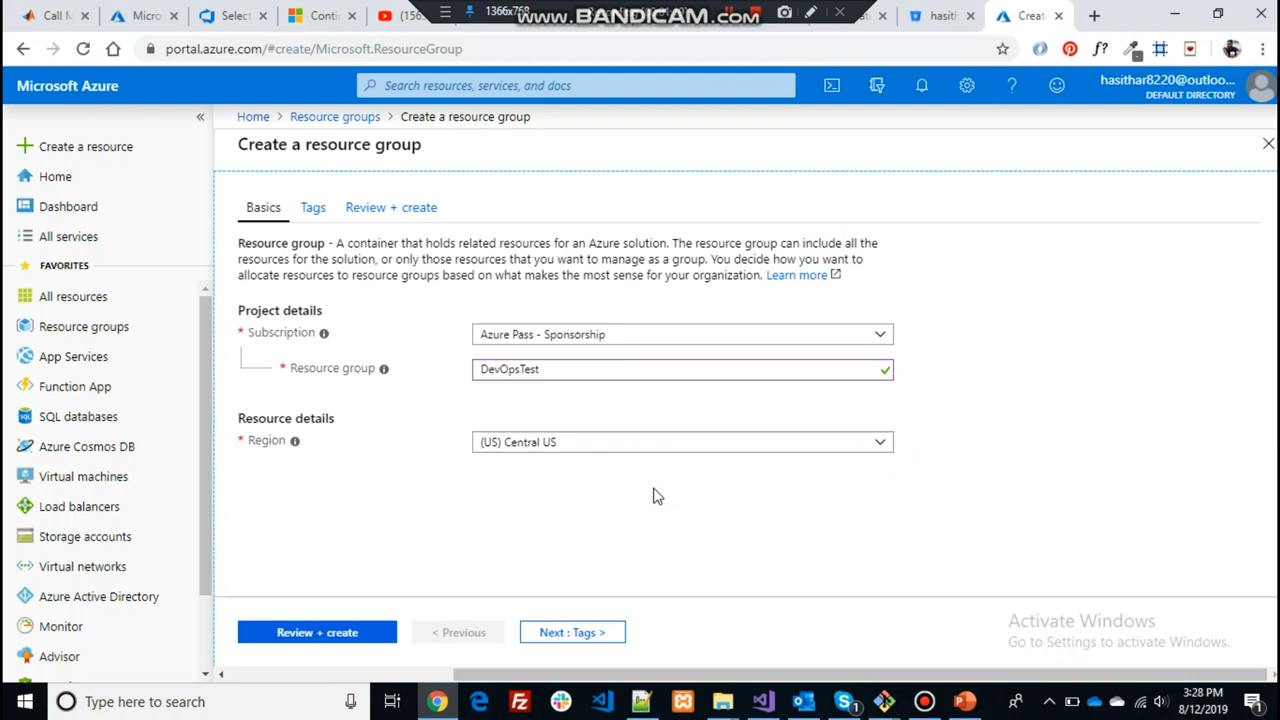 Call M
Micro
Select
Conti
(156
1366x768
www.BANDICAM.com
hasith
Creat
portal.azure.com/#create/Microsoft.ResourceGroup
f?
Microsoft Azure
Search resources, services, and docs
hasithar8220@outloo...
DEFAULT DIRECTORY
Home > Resource groups > Create a resource group
Create a resource group
Create a resource
Home
Dashboard
All services
FAVORITES
All resources
Resource groups
App Services
Function App
SQL databases
Azure Cosmos DB
Virtual machines
Load balancers
Storage accounts
Virtual networks
Azure Active Directory
Monitor
Advisor
Basics Tags Review + create
Resource group - A container that holds related resources for an Azure solution. The resource group can include all the
resources for the solution, or only those resources that you want to manage as a group. You decide how you want to
allocate resources to resource groups based on what makes the most sense for your organization. Learn more
Project details
* Subscription
Azure Pass - Sponsorship
* Resource group
DevOpsTest
Resource details
* Region
(US) Central US
Review + create
< Previous
Next : Tags >
Activate Windows
Go to Settings to activate Windows.
Type here to search
3:28 PM
8/12/2019